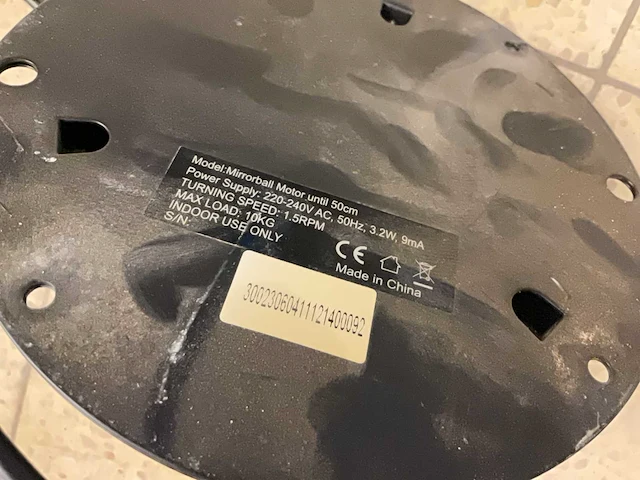 Model:Mirrorball Motor until 50cm
Power Supply: 220-240V AC, 50Hz, 3.2W, 9mA
TURNING SPEED: 1.5RPM
MAX LOAD: 10KG
INDOOR USE ONLY
S/N:
CE
Made in China
30023060411121400092